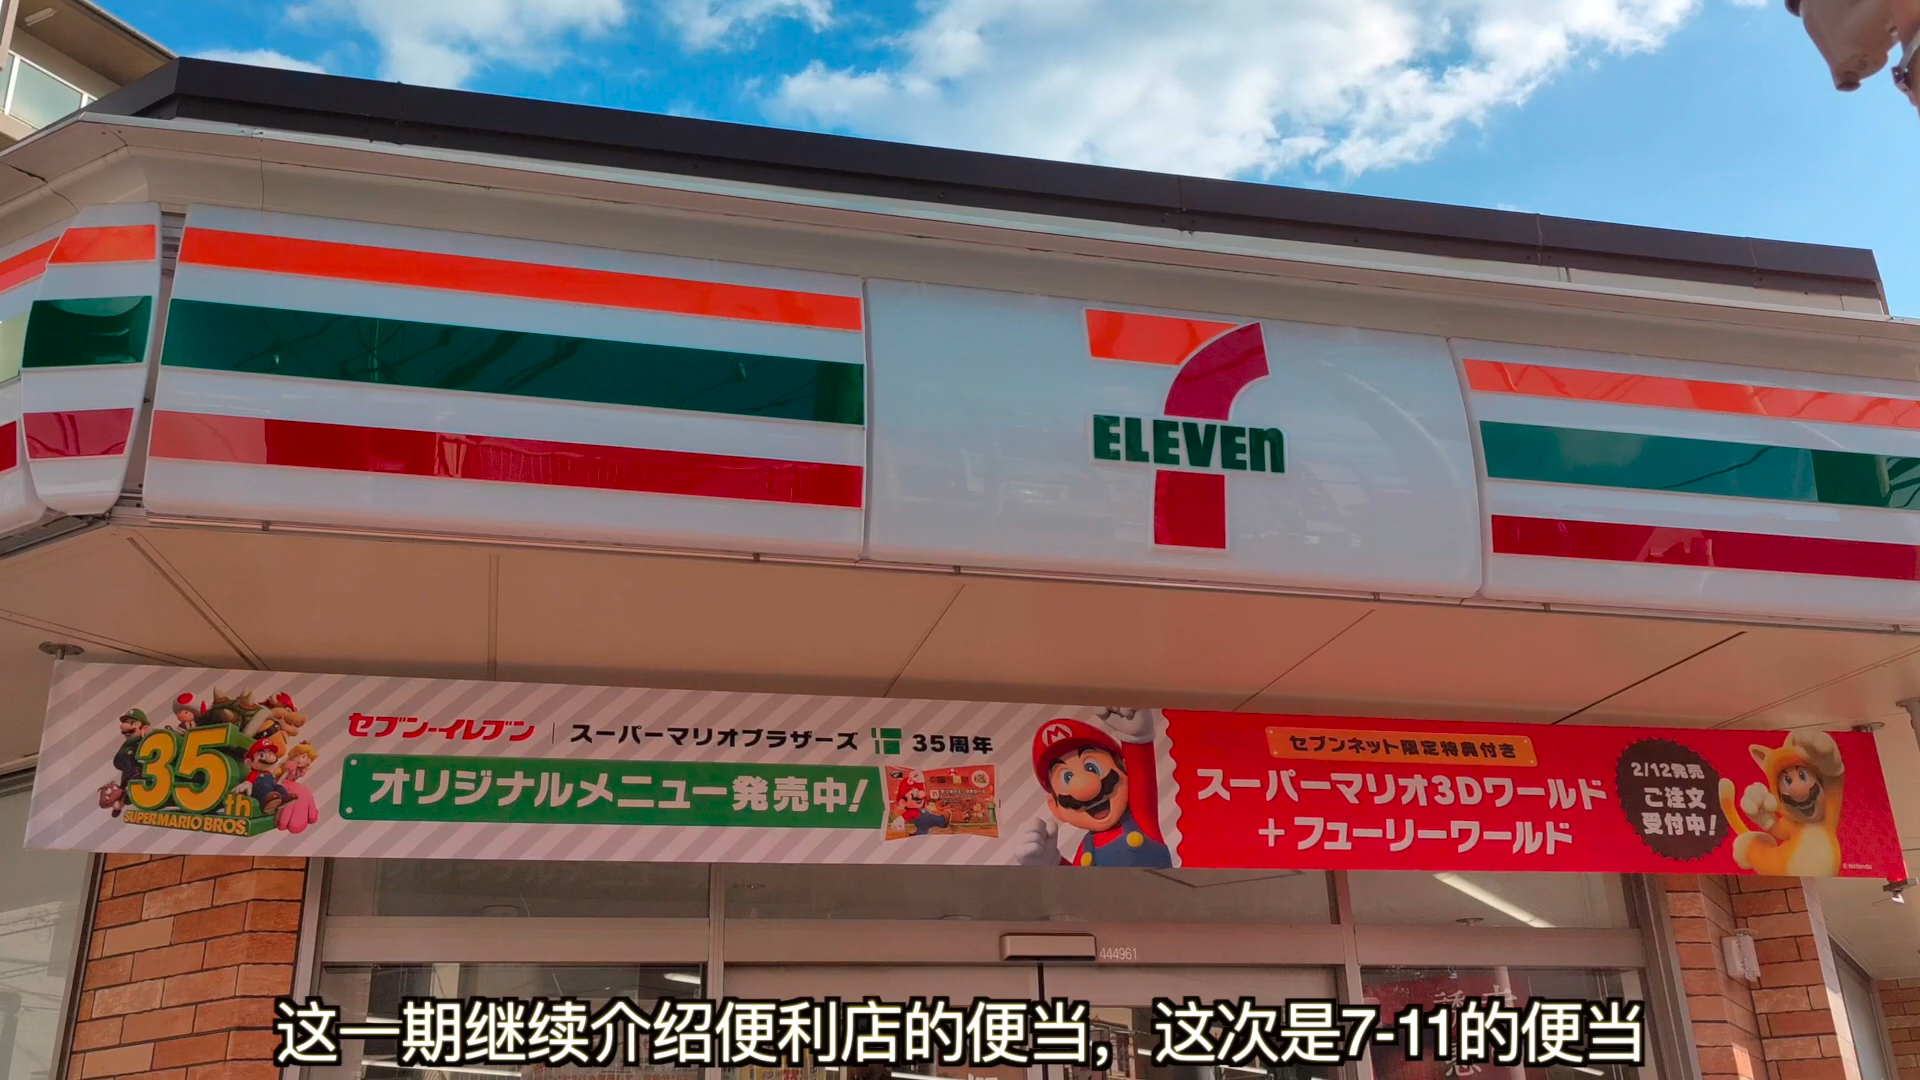 ELEVEn
35th
SUPER MARIO BROS.
セブン-イレブン
スーパーマリオブラザーズ
35周年
オリジナルメニュー発売中!
セブンネット限定特典付き
スーパーマリオ3Dワールド
+フューリーワールド
2/12発売
ご注文
受付中!
© Nintendo
444961
这一期继续介绍便利店的便当，这次是7-11的便当